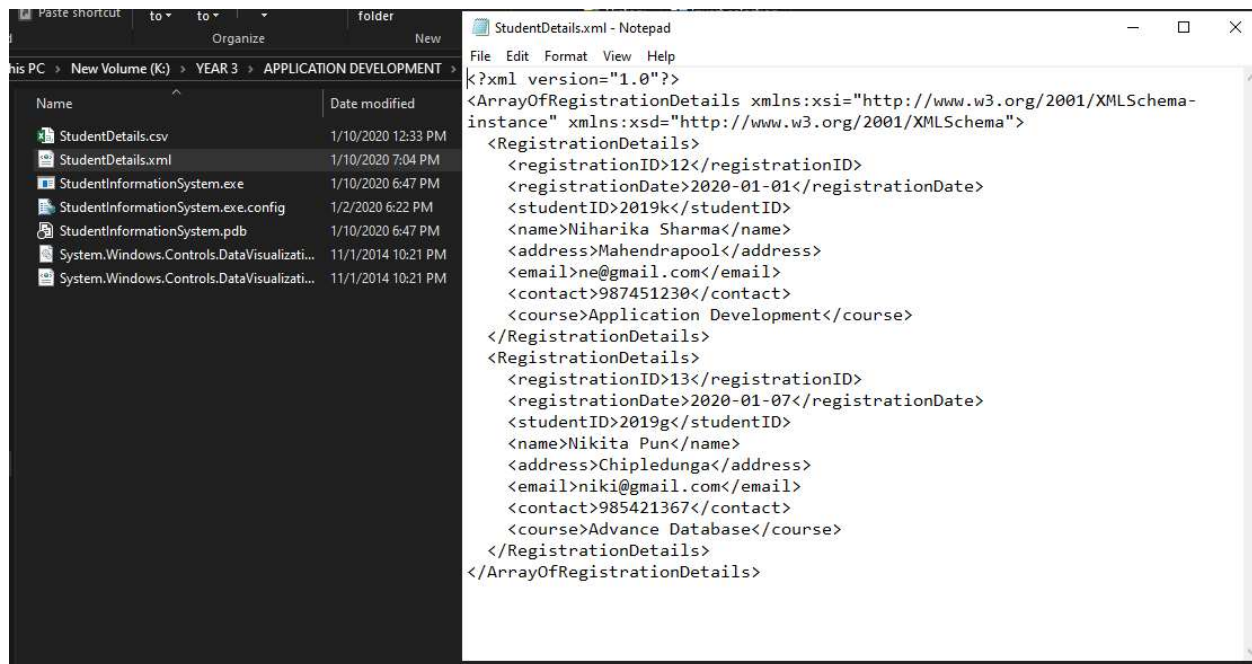 Paste shortcut to to folder
Organize New
his PC > New Volume (K:) > YEAR 3 > APPLICATION DEVELOPMENT >
Name Date modified
StudentDetails.csv 1/10/2020 12:33 PM
StudentDetails.xml 1/10/2020 7:04 PM
StudentInformationSystem.exe 1/10/2020 6:47 PM
StudentInformationSystem.exe.config 1/2/2020 6:22 PM
StudentInformationSystem.pdb 1/10/2020 6:47 PM
System.Windows.Controls.DataVisualizati... 11/1/2014 10:21 PM
System.Windows.Controls.DataVisualizati... 11/1/2014 10:21 PM
StudentDetails.xml - Notepad
File Edit Format View Help
<?xml version="1.0"?>
<ArrayOfRegistrationDetails xmlns:xsi="http://www.w3.org/2001/XMLSchema-
instance" xmlns:xsd="http://www.w3.org/2001/XMLSchema">
  <RegistrationDetails>
    <registrationID>12</registrationID>
    <registrationDate>2020-01-01</registrationDate>
    <studentID>2019k</studentID>
    <name>Niharika Sharma</name>
    <address>Mahendrapool</address>
    <email>ne@gmail.com</email>
    <contact>987451230</contact>
    <course>Application Development</course>
  </RegistrationDetails>
  <RegistrationDetails>
    <registrationID>13</registrationID>
    <registrationDate>2020-01-07</registrationDate>
    <studentID>2019g</studentID>
    <name>Nikita Pun</name>
    <address>Chipledunga</address>
    <email>niki@gmail.com</email>
    <contact>985421367</contact>
    <course>Advance Database</course>
  </RegistrationDetails>
</ArrayOfRegistrationDetails>